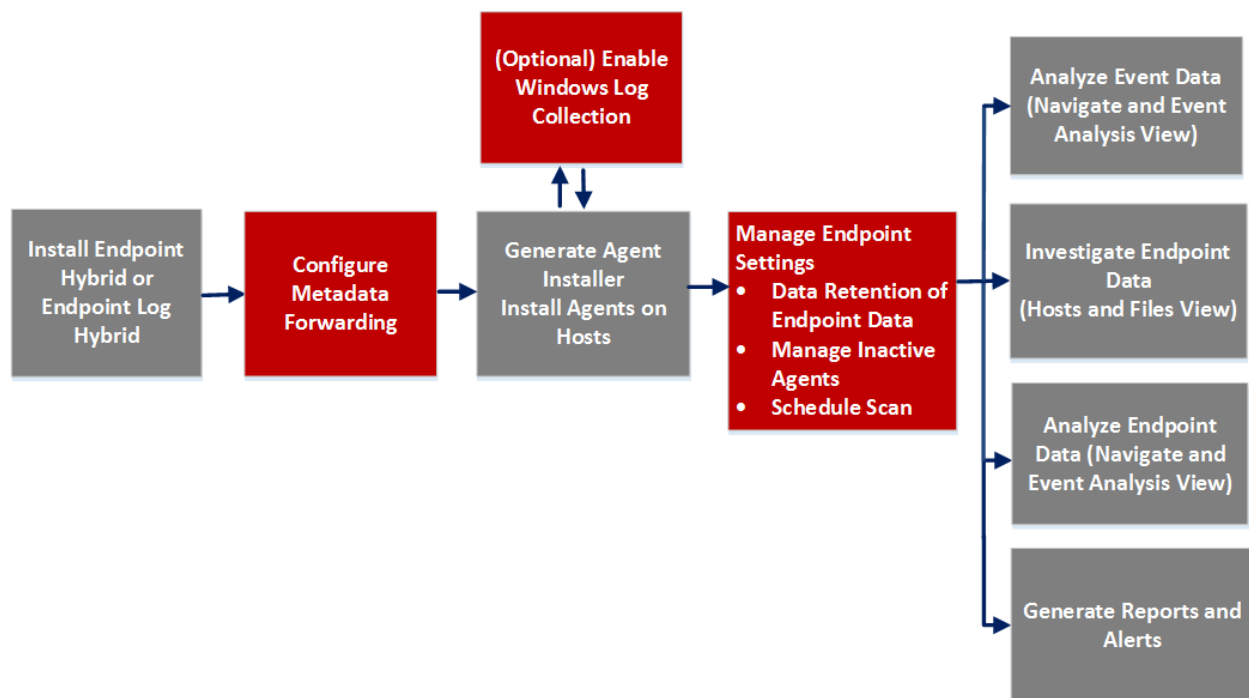 (Optional) Enable
Windows Log
Collection
Install Endpoint
Hybrid or
Endpoint Log
Hybrid
Configure
Metadada
Forwarding
Generate Agent
Installer
Install Agents on
Hosts
Manage Endpoint
Settings
• Data Retention of
Endpoint Data
• Manage Inactive
Agents
• Schedule Scan
Analyze Event Data
(Navigate and Event
Analysis View)
Investigate Endpoint
Data
(Hosts and Files View)
Analyze Endpoint
Data (Navigate and
Event Analysis View)
Generate Reports and
Alerts